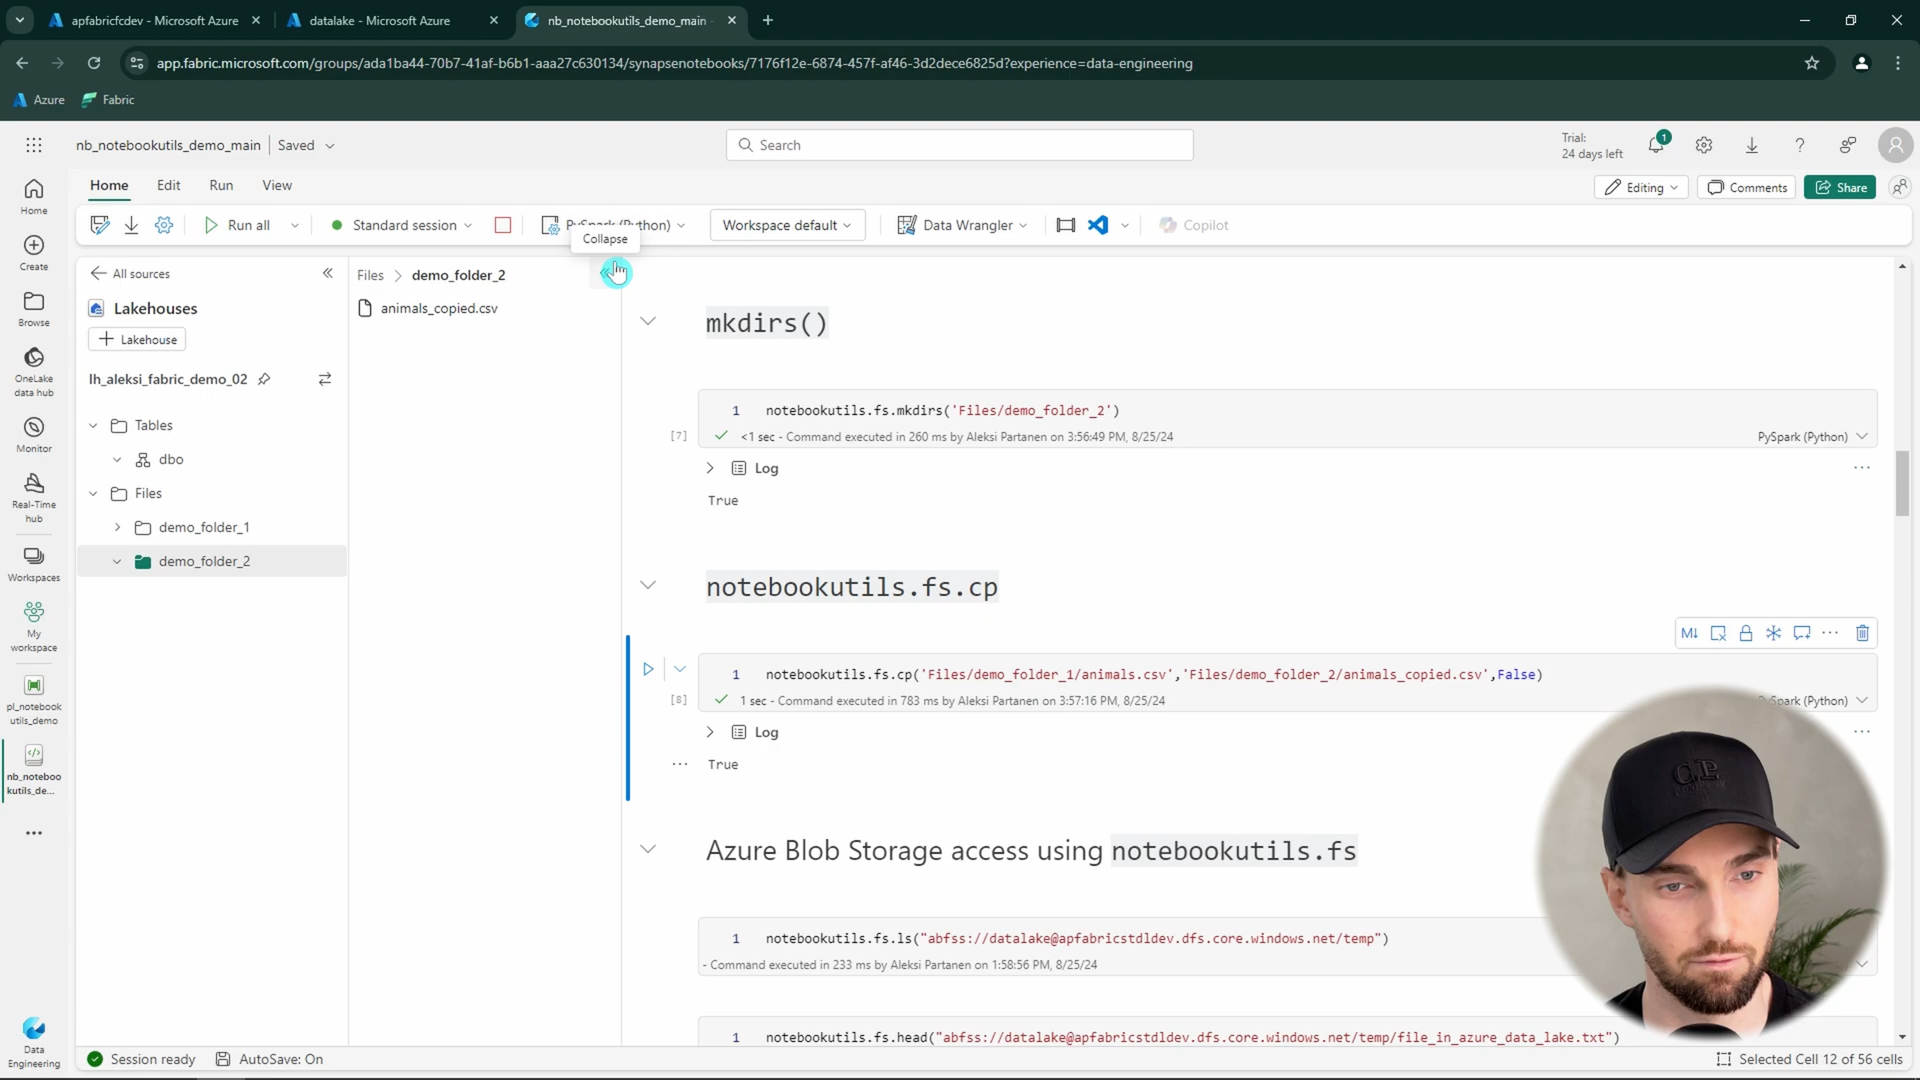 apfabricfcdev - Microsoft Azure
datalake - Microsoft Azure
nb_notebookutils_demo_main
app.fabric.microsoft.com/groups/ada1ba44-70b7-41af-b6b1-aaa27c630134/synapsenotebooks/7176f12e-6874-457f-af46-3d2dece6825d?experience=data-engineering
Azure
Fabric
nb_notebookutils_demo_main
Saved
Search
Trial:
24 days left
1
Home
Edit
Run
View
Editing
Comments
Share
Run all
Standard session
PySpark (Python)
Workspace default
Data Wrangler
Copilot
Collapse
Home
Create
Browse
OneLake
data hub
Monitor
Real-Time
hub
Workspaces
My
workspace
pl_notebook
utils_demo
nb_noteboo
kutils_de...
Data
Engineering
All sources
Lakehouses
Lakehouse
lh_aleksi_fabric_demo_02
Tables
dbo
Files
demo_folder_1
demo_folder_2
Files > demo_folder_2
animals_copied.csv
mkdirs()
1 notebookutils.fs.mkdirs('Files/demo_folder_2')
[7] <1 sec - Command executed in 260 ms by Aleksi Partanen on 3:56:49 PM, 8/25/24
PySpark (Python)
Log
True
notebookutils.fs.cp
M↓
1 notebookutils.fs.cp('Files/demo_folder_1/animals.csv','Files/demo_folder_2/animals_copied.csv',False)
[8] 1 sec - Command executed in 783 ms by Aleksi Partanen on 3:57:16 PM, 8/25/24
PySpark (Python)
Log
True
Azure Blob Storage access using notebookutils.fs
1 notebookutils.fs.ls("abfss://datalake@apfabricstdldev.dfs.core.windows.net/temp")
- Command executed in 233 ms by Aleksi Partanen on 1:58:56 PM, 8/25/24
1 notebookutils.fs.head("abfss://datalake@apfabricstdldev.dfs.core.windows.net/temp/file_in_azure_data_lake.txt")
Session ready
AutoSave: On
Selected Cell 12 of 56 cells